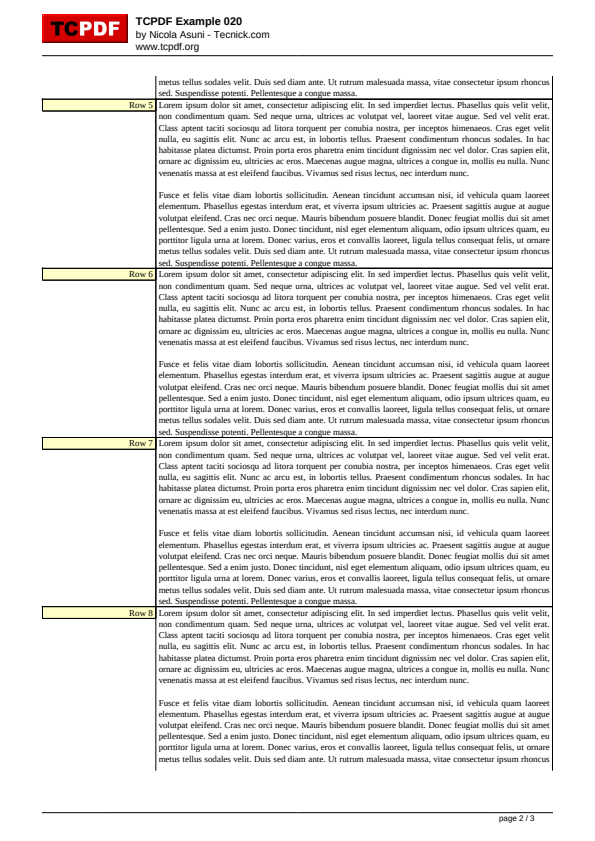 TCPDF
TCPDF Example 020
by Nicola Asuni - Tecnick.com
www.tcpdf.org
metus tellus sodales velit. Duis sed diam ante. Ut rutrum malesuada massa, vitae consectetur ipsum rhoncus
sed. Suspendisse potenti. Pellentesque a congue massa.
Row 5
Lorem ipsum dolor sit amet, consectetur adipiscing elit. In sed imperdiet lectus. Phasellus quis velit velit,
non condimentum quam. Sed neque urna, ultrices ac volutpat vel, laoreet vitae augue. Sed vel velit erat.
Class aptent taciti sociosqu ad litora torquent per conubia nostra, per inceptos himenaeos. Cras eget velit
nulla, eu sagittis elit. Nunc ac arcu est, in lobortis tellus. Praesent condimentum rhoncus sodales. In hac
habitasse platea dictumst. Proin porta eros pharetra enim tincidunt dignissim nec vel dolor. Cras sapien elit,
ornare ac dignissim eu, ultricies ac eros. Maecenas augue magna, ultrices a congue in, mollis eu nulla. Nunc
venenatis massa at est eleifend faucibus. Vivamus sed risus lectus, nec interdum nunc.
Fusce et felis vitae diam lobortis sollicitudin. Aenean tincidunt accumsan nisi, id vehicula quam laoreet
elementum. Phasellus egestas interdum erat, et viverra ipsum ultricies ac. Praesent sagittis augue at augue
volutpat eleifend. Cras nec orci neque. Mauris bibendum posuere blandit. Donec feugiat mollis dui sit amet
pellentesque. Sed a enim justo. Donec tincidunt, nisl eget elementum aliquam, odio ipsum ultrices quam, eu
porttitor ligula urna at lorem. Donec varius, eros et convallis laoreet, ligula tellus consequat felis, ut ornare
metus tellus sodales velit. Duis sed diam ante. Ut rutrum malesuada massa, vitae consectetur ipsum rhoncus
sed. Suspendisse potenti. Pellentesque a congue massa.
Row 6
Lorem ipsum dolor sit amet, consectetur adipiscing elit. In sed imperdiet lectus. Phasellus quis velit velit,
non condimentum quam. Sed neque urna, ultrices ac volutpat vel, laoreet vitae augue. Sed vel velit erat.
Class aptent taciti sociosqu ad litora torquent per conubia nostra, per inceptos himenaeos. Cras eget velit
nulla, eu sagittis elit. Nunc ac arcu est, in lobortis tellus. Praesent condimentum rhoncus sodales. In hac
habitasse platea dictumst. Proin porta eros pharetra enim tincidunt dignissim nec vel dolor. Cras sapien elit,
ornare ac dignissim eu, ultricies ac eros. Maecenas augue magna, ultrices a congue in, mollis eu nulla. Nunc
venenatis massa at est eleifend faucibus. Vivamus sed risus lectus, nec interdum nunc.
Fusce et felis vitae diam lobortis sollicitudin. Aenean tincidunt accumsan nisi, id vehicula quam laoreet
elementum. Phasellus egestas interdum erat, et viverra ipsum ultricies ac. Praesent sagittis augue at augue
volutpat eleifend. Cras nec orci neque. Mauris bibendum posuere blandit. Donec feugiat mollis dui sit amet
pellentesque. Sed a enim justo. Donec tincidunt, nisl eget elementum aliquam, odio ipsum ultrices quam, eu
porttitor ligula urna at lorem. Donec varius, eros et convallis laoreet, ligula tellus consequat felis, ut ornare
metus tellus sodales velit. Duis sed diam ante. Ut rutrum malesuada massa, vitae consectetur ipsum rhoncus
sed. Suspendisse potenti. Pellentesque a congue massa.
Row 7
Lorem ipsum dolor sit amet, consectetur adipiscing elit. In sed imperdiet lectus. Phasellus quis velit velit,
non condimentum quam. Sed neque urna, ultrices ac volutpat vel, laoreet vitae augue. Sed vel velit erat.
Class aptent taciti sociosqu ad litora torquent per conubia nostra, per inceptos himenaeos. Cras eget velit
nulla, eu sagittis elit. Nunc ac arcu est, in lobortis tellus. Praesent condimentum rhoncus sodales. In hac
habitasse platea dictumst. Proin porta eros pharetra enim tincidunt dignissim nec vel dolor. Cras sapien elit,
ornare ac dignissim eu, ultricies ac eros. Maecenas augue magna, ultrices a congue in, mollis eu nulla. Nunc
venenatis massa at est eleifend faucibus. Vivamus sed risus lectus, nec interdum nunc.
Fusce et felis vitae diam lobortis sollicitudin. Aenean tincidunt accumsan nisi, id vehicula quam laoreet
elementum. Phasellus egestas interdum erat, et viverra ipsum ultricies ac. Praesent sagittis augue at augue
volutpat eleifend. Cras nec orci neque. Mauris bibendum posuere blandit. Donec feugiat mollis dui sit amet
pellentesque. Sed a enim justo. Donec tincidunt, nisl eget elementum aliquam, odio ipsum ultrices quam, eu
porttitor ligula urna at lorem. Donec varius, eros et convallis laoreet, ligula tellus consequat felis, ut ornare
metus tellus sodales velit. Duis sed diam ante. Ut rutrum malesuada massa, vitae consectetur ipsum rhoncus
sed. Suspendisse potenti. Pellentesque a congue massa.
Row 8
Lorem ipsum dolor sit amet, consectetur adipiscing elit. In sed imperdiet lectus. Phasellus quis velit velit,
non condimentum quam. Sed neque urna, ultrices ac volutpat vel, laoreet vitae augue. Sed vel velit erat.
Class aptent taciti sociosqu ad litora torquent per conubia nostra, per inceptos himenaeos. Cras eget velit
nulla, eu sagittis elit. Nunc ac arcu est, in lobortis tellus. Praesent condimentum rhoncus sodales. In hac
habitasse platea dictumst. Proin porta eros pharetra enim tincidunt dignissim nec vel dolor. Cras sapien elit,
ornare ac dignissim eu, ultricies ac eros. Maecenas augue magna, ultrices a congue in, mollis eu nulla. Nunc
venenatis massa at est eleifend faucibus. Vivamus sed risus lectus, nec interdum nunc.
Fusce et felis vitae diam lobortis sollicitudin. Aenean tincidunt accumsan nisi, id vehicula quam laoreet
elementum. Phasellus egestas interdum erat, et viverra ipsum ultricies ac. Praesent sagittis augue at augue
volutpat eleifend. Cras nec orci neque. Mauris bibendum posuere blandit. Donec feugiat mollis dui sit amet
pellentesque. Sed a enim justo. Donec tincidunt, nisl eget elementum aliquam, odio ipsum ultrices quam, eu
porttitor ligula urna at lorem. Donec varius, eros et convallis laoreet, ligula tellus consequat felis, ut ornare
metus tellus sodales velit. Duis sed diam ante. Ut rutrum malesuada massa, vitae consectetur ipsum rhoncus
page 2 / 3